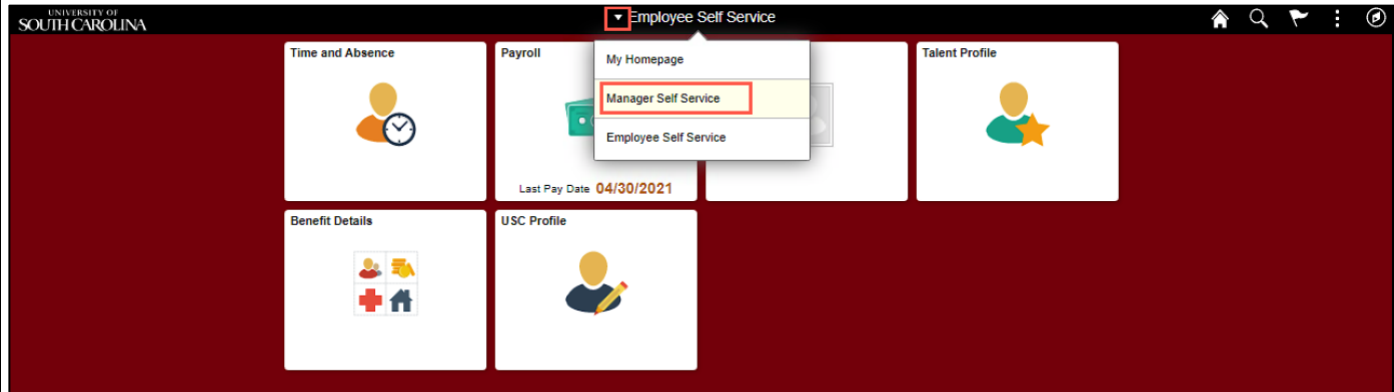 UNIVERSITY OF
SOUTH CAROLINA
Employee Self Service
My Homepage
Manager Self Service
Employee Self Service
Time and Absence
Payroll
Last Pay Date 04/30/2021
Talent Profile
Benefit Details
USC Profile